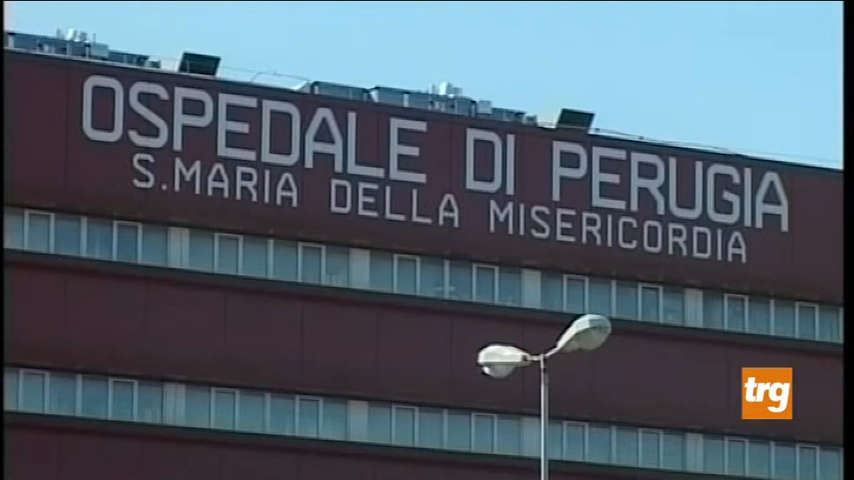 OSPEDALE DI PERUGIA
S.MARIA DELLA MISERICORDIA
trg